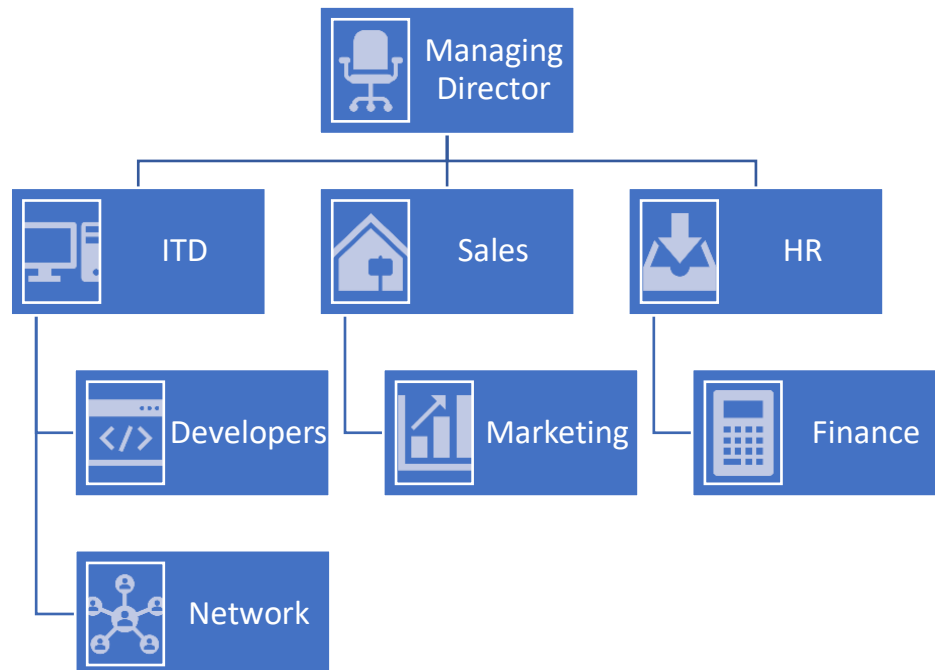 Managing
Director
ITD
Sales
HR
Developers
Marketing
Finance
Network